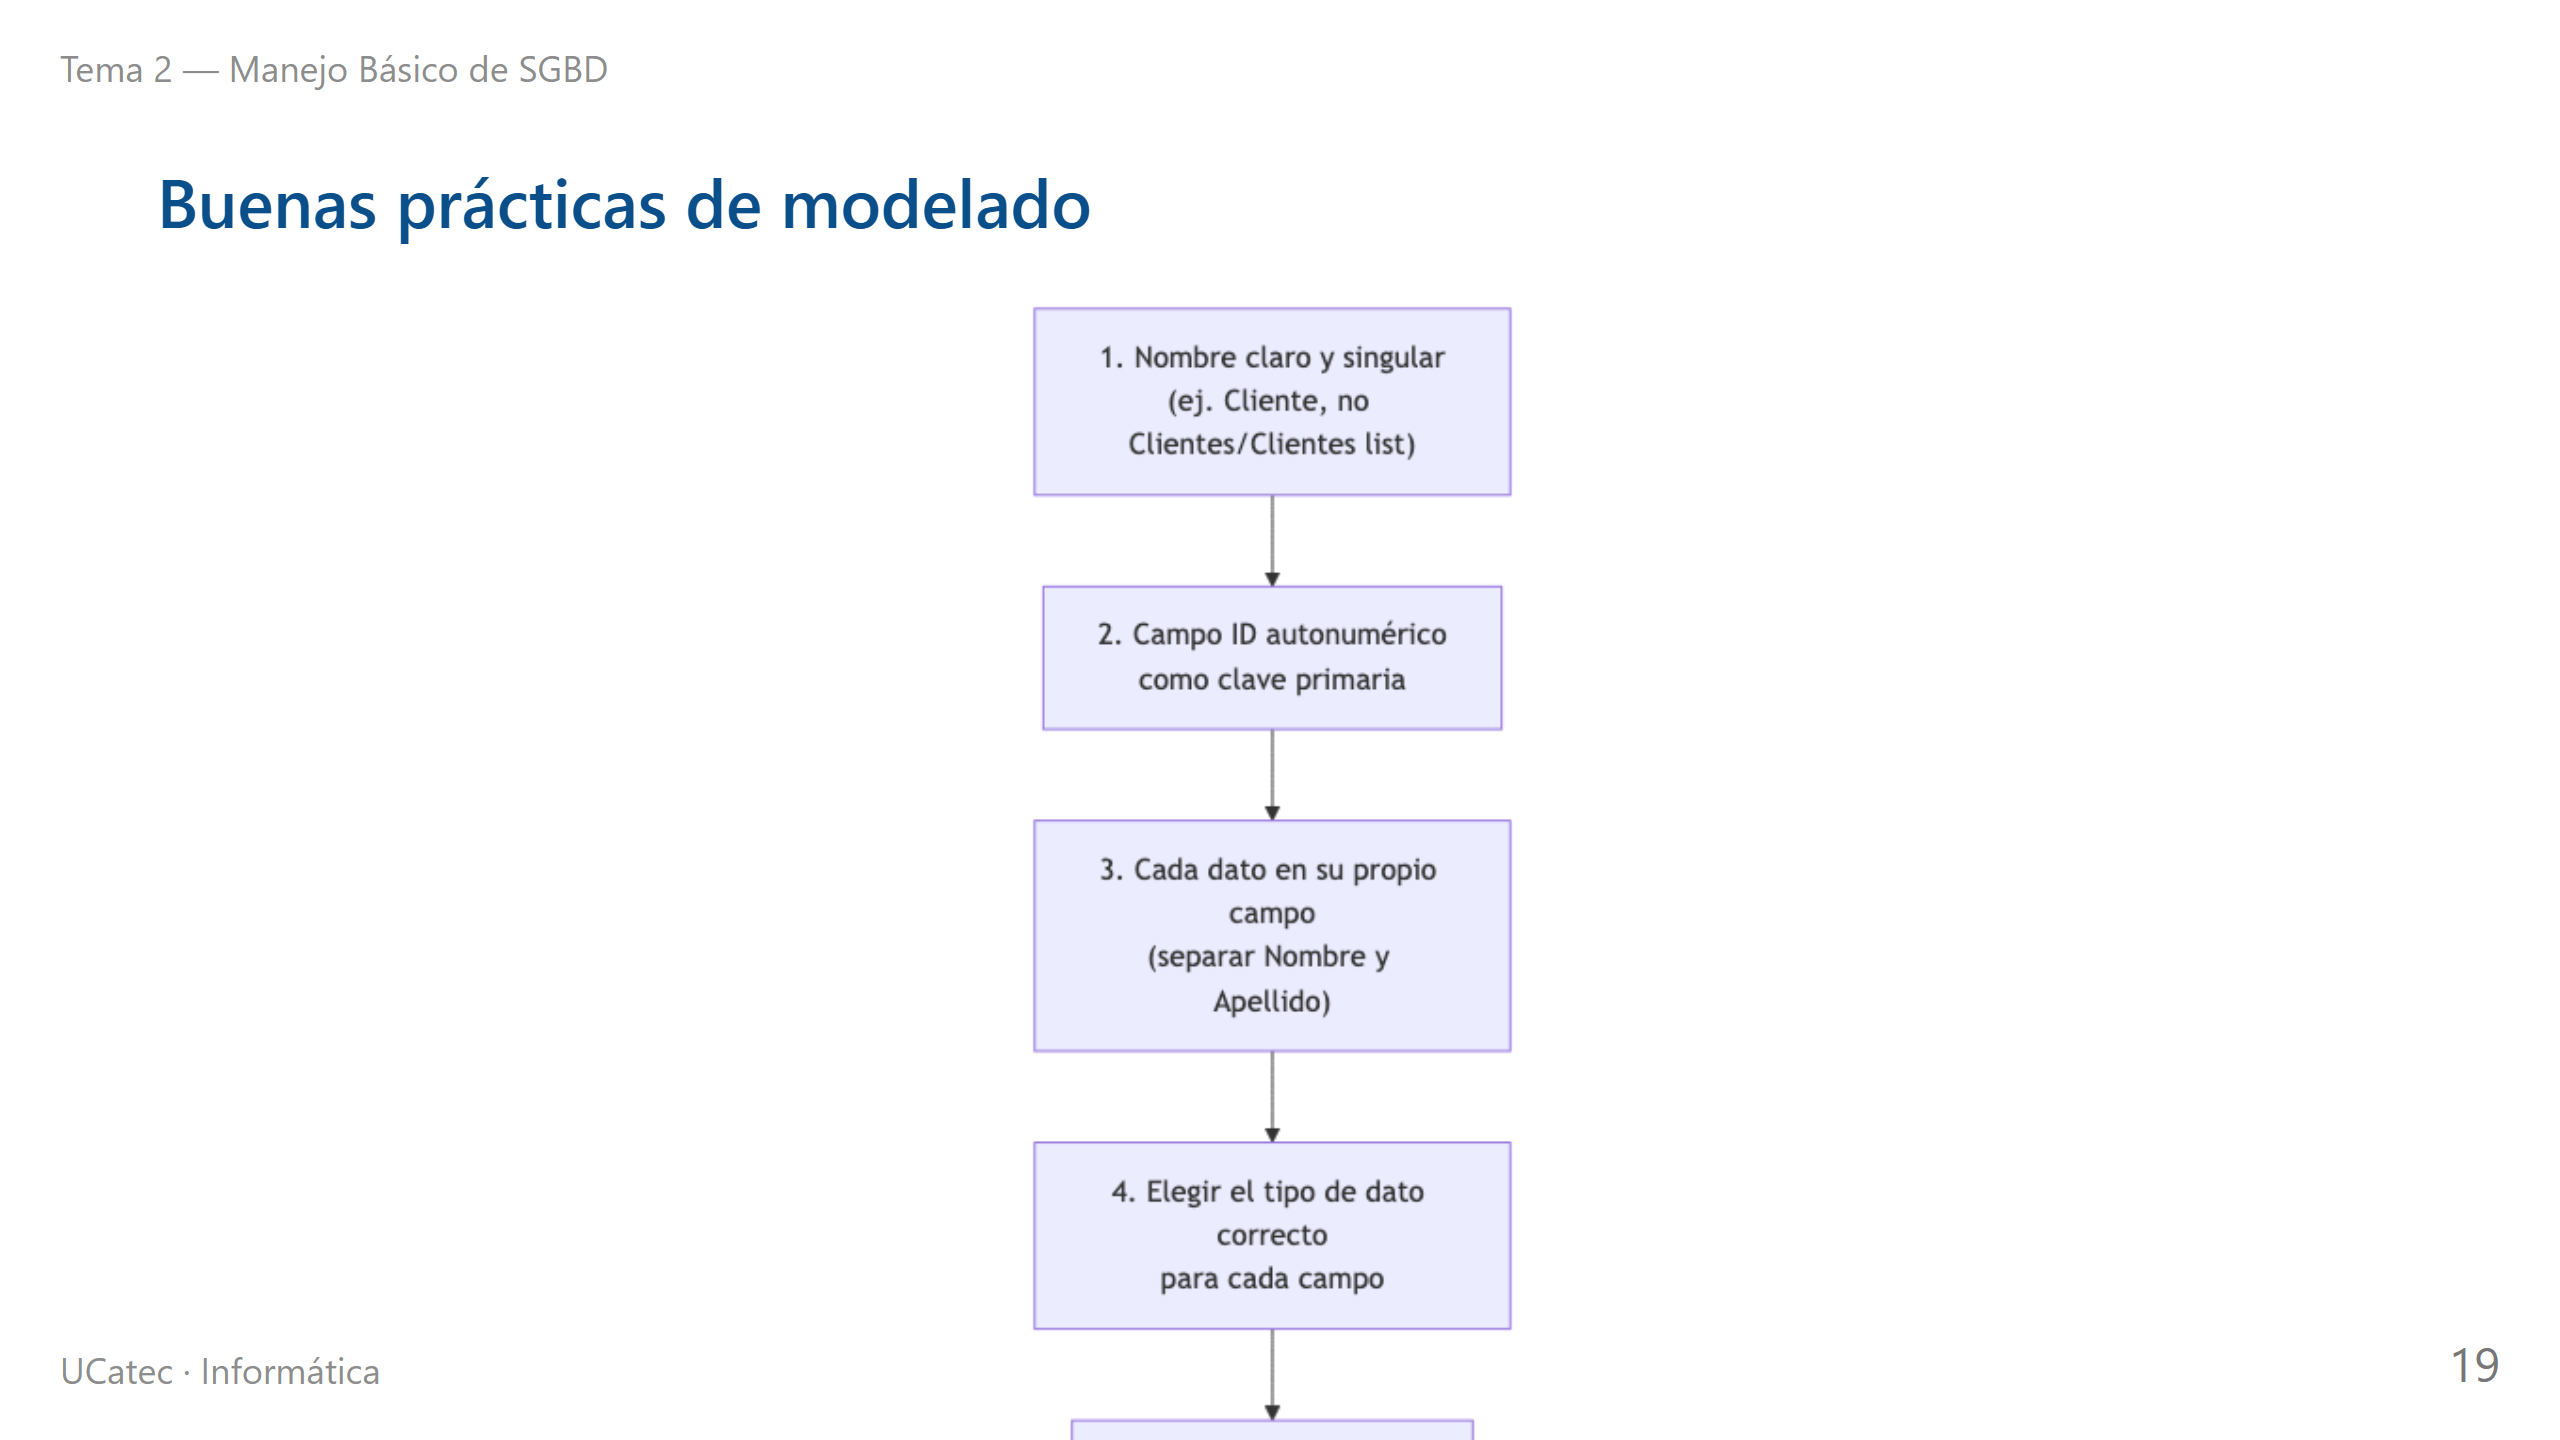 Tema 2 — Manejo Básico de SGBD
Buenas prácticas de modelado
1. Nombre claro y singular
(ej. Cliente, no
Clientes/Clientes list)
2. Campo ID autonumérico
como clave primaria
3. Cada dato en su propio
campo
(separar Nombre y
Apellido)
4. Elegir el tipo de dato
correcto
para cada campo
UCatec · Informática
19